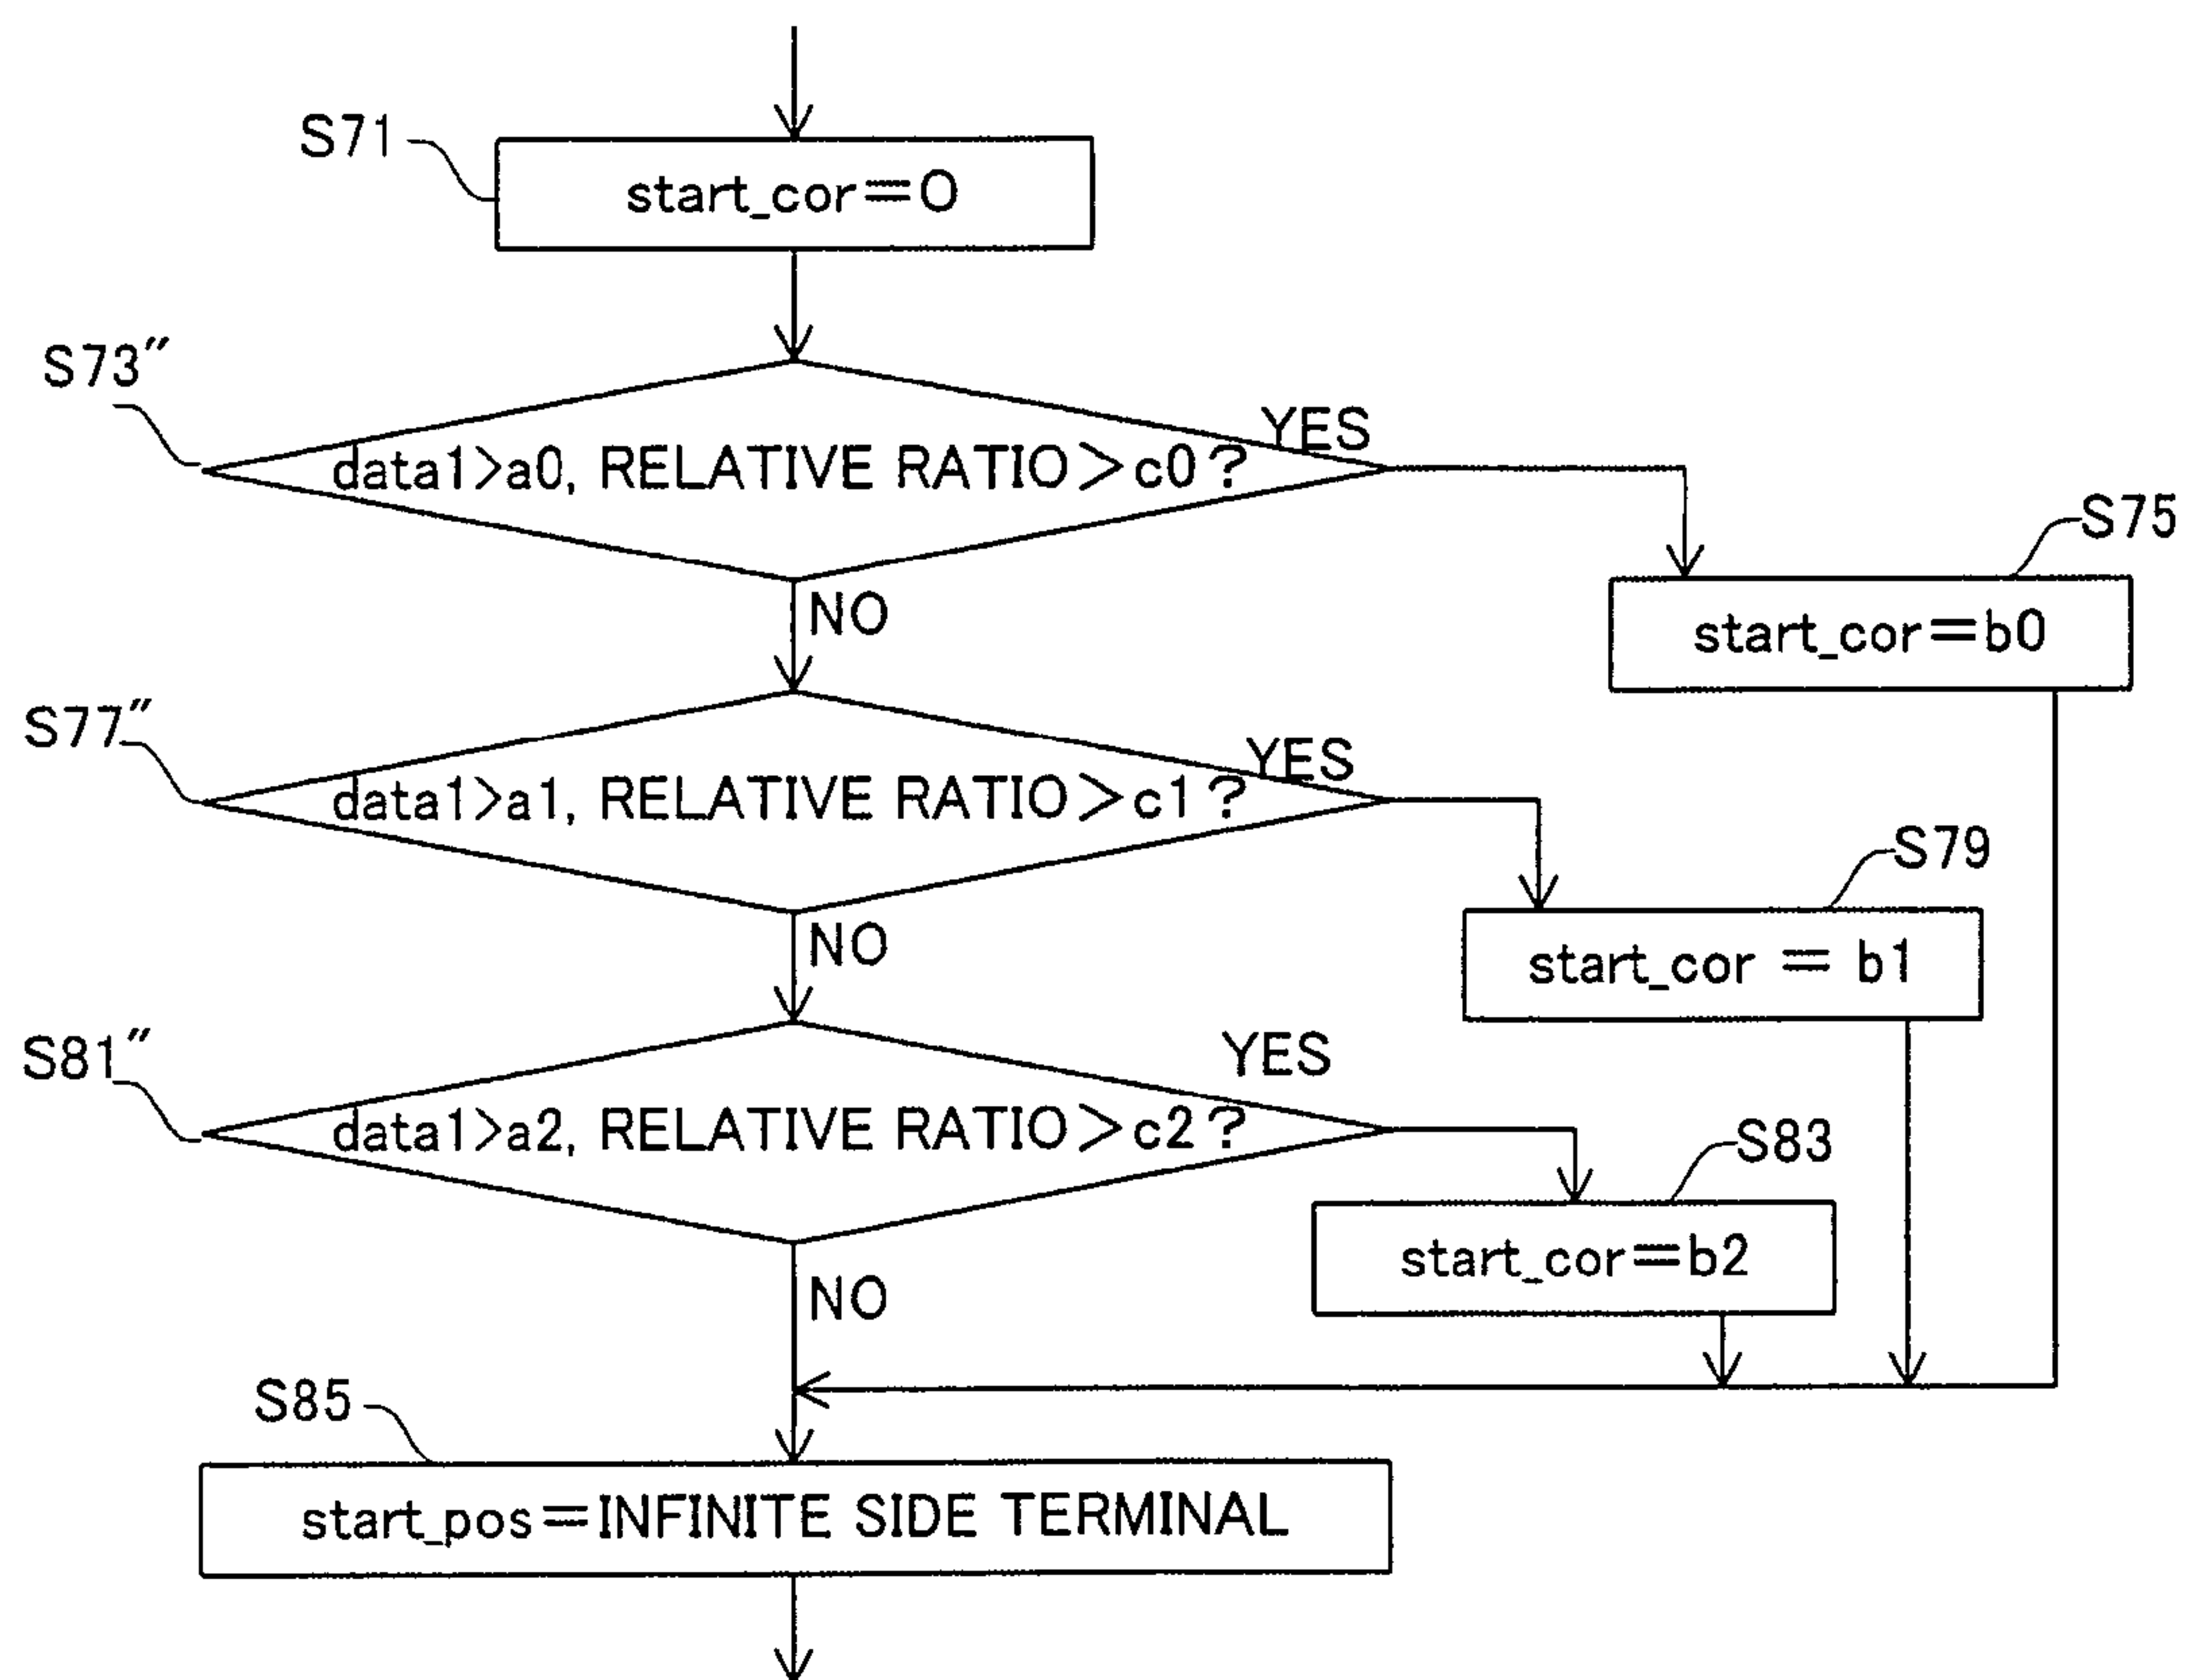 S71
start_cor=0
S73″
data1>a0, RELATIVE RATIO>c0?
YES
S75
start_cor=b0
NO
S77″
data1>a1, RELATIVE RATIO>c1?
YES
S79
start_cor = b1
NO
S81″
data1>a2, RELATIVE RATIO>c2?
YES
S83
start_cor=b2
NO
S85
start_pos=INFINITE SIDE TERMINAL